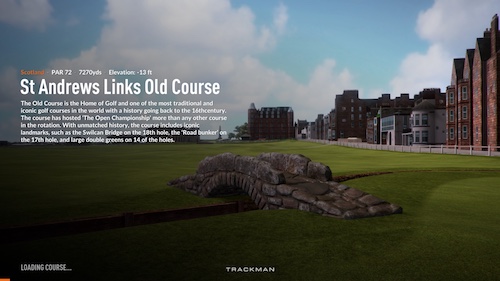 Scotland - PAR 72 7270yds Elevation: -13 ft
St Andrews Links Old Course
The Old Course is the Home of Golf and one of the most traditional and
iconic golf courses in the world with a history going back to the 16thcentury.
The course has hosted 'The Open Championship' more than any other course
in the rotation. With unmatched history, the course includes iconic
landmarks, such as the Swilcan Bridge on the 18th hole, the 'Road bunker' on
the 17th hole, and large double greens on 14 of the holes.
LOADING COURSE...
TRACKMAN